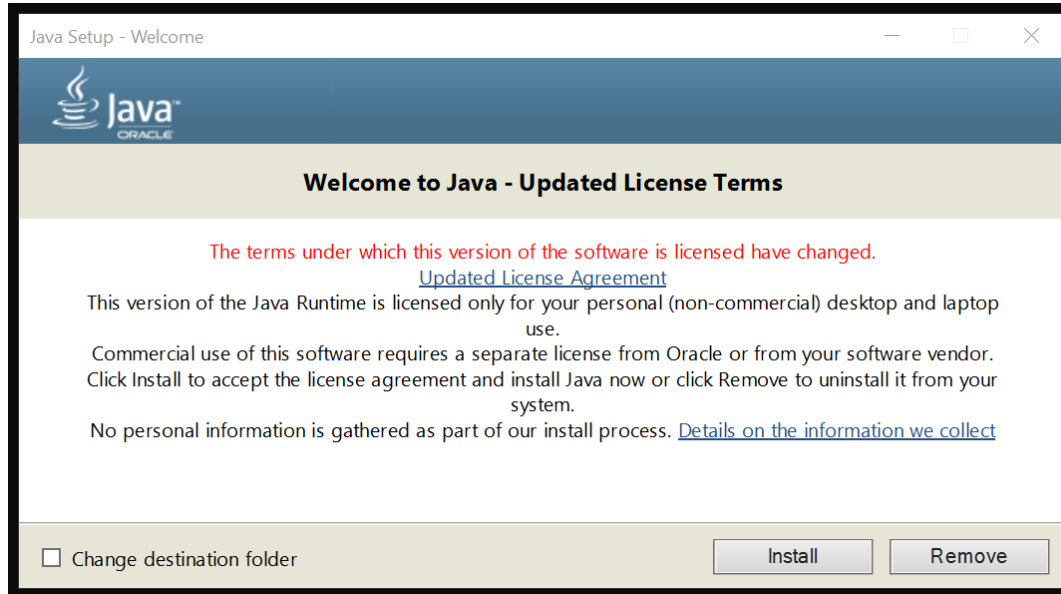 Java Setup - Welcome
Java™
ORACLE
Welcome to Java - Updated License Terms
The terms under which this version of the software is licensed have changed.
Updated License Agreement
This version of the Java Runtime is licensed only for your personal (non-commercial) desktop and laptop
use.
Commercial use of this software requires a separate license from Oracle or from your software vendor.
Click Install to accept the license agreement and install Java now or click Remove to uninstall it from your
system.
No personal information is gathered as part of our install process. Details on the information we collect
Change destination folder
Install
Remove